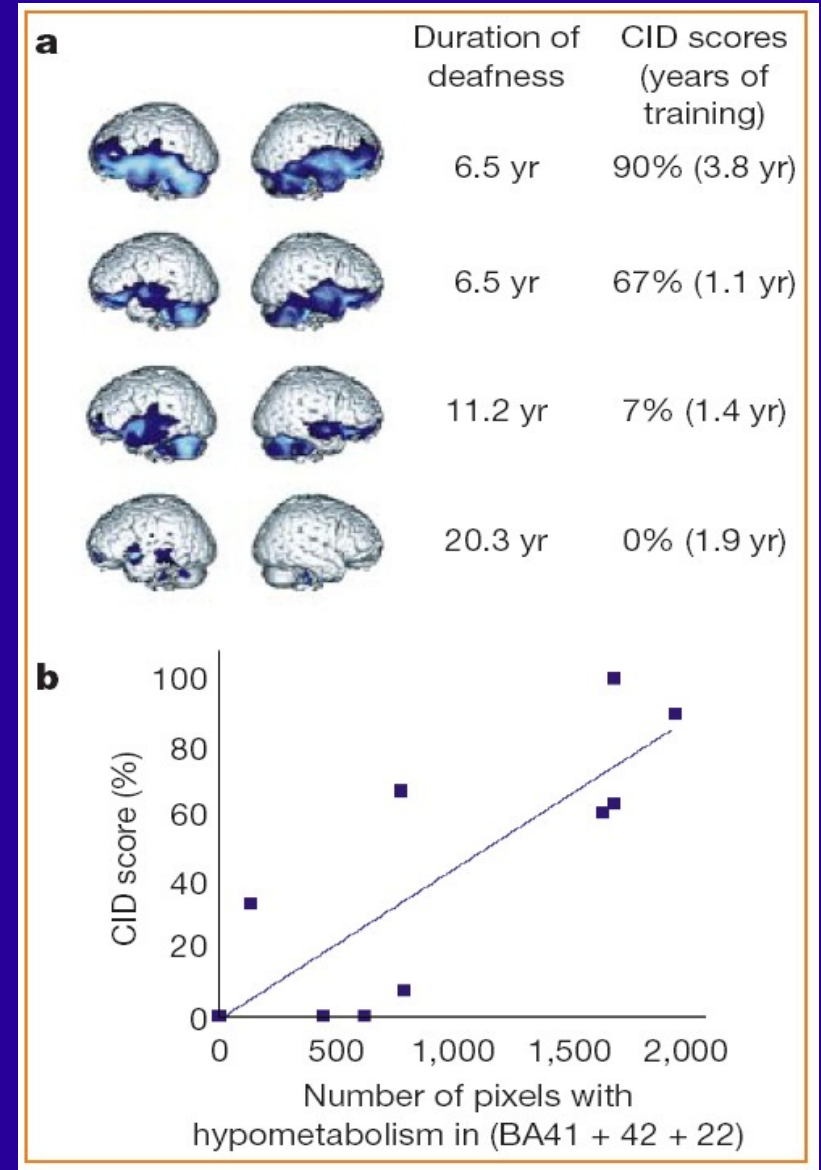 a
Duration of deafness
CID scores (years of training)
6.5 yr 90% (3.8 yr)
6.5 yr 67% (1.1 yr)
11.2 yr 7% (1.4 yr)
20.3 yr 0% (1.9 yr)
b
CID score (%)
100
80
60
40
20
0
0 500 1,000 1,500 2,000
Number of pixels with
hypometabolism in (BA41 + 42 + 22)